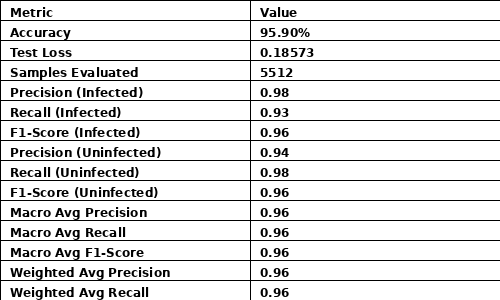 Metric Value
Accuracy 95.90%
Test Loss 0.18573
Samples Evaluated 5512
Precision (Infected) 0.98
Recall (Infected) 0.93
F1-Score (Infected) 0.96
Precision (Uninfected) 0.94
Recall (Uninfected) 0.98
F1-Score (Uninfected) 0.96
Macro Avg Precision 0.96
Macro Avg Recall 0.96
Macro Avg F1-Score 0.96
Weighted Avg Precision 0.96
Weighted Avg Recall 0.96